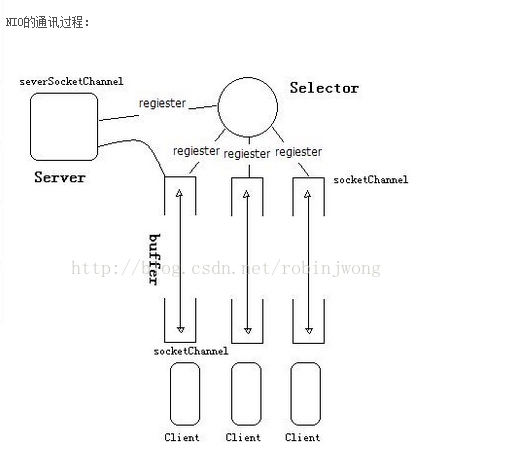 NIO的通讯过程：
severSocketChannel
regiester
Selector
regiester
regiester
regiester
Server
socketChannel
buffer
http://blog.csdn.net/robinjwong
socketChannel
Client
Client
Client